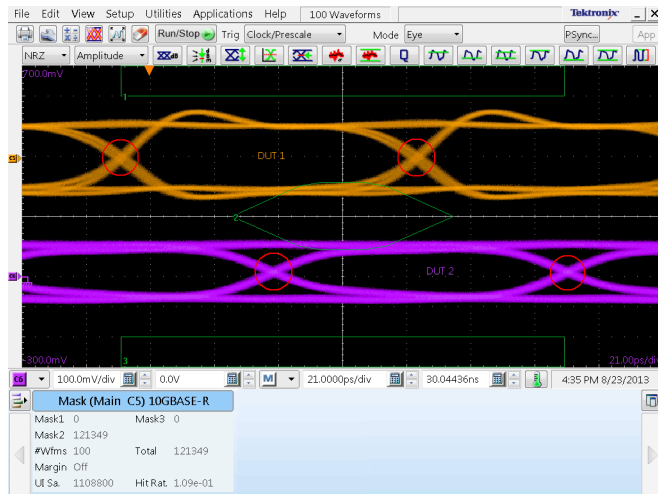 File Edit View Setup Utilities Applications Help 100 Waveforms Tektronix
Run/Stop Trig Clock/Prescale Mode Eye PSync... App
NRZ Amplitude
700.0mV
1
C5
DUT 1
2
C6
DUT 2
-300.0mV
3
21.00ps/div
C6 100.0mV/div 0.0V M 21.0000ps/div 30.04436ns 4:35 PM 8/23/2013
Mask (Main C5) 10GBASE-R
Mask1 0 Mask3 0
Mask2 121349
#Wfms 100 Total 121349
Margin Off
UI Sa. 1108800 Hit Rat. 1.09e-01